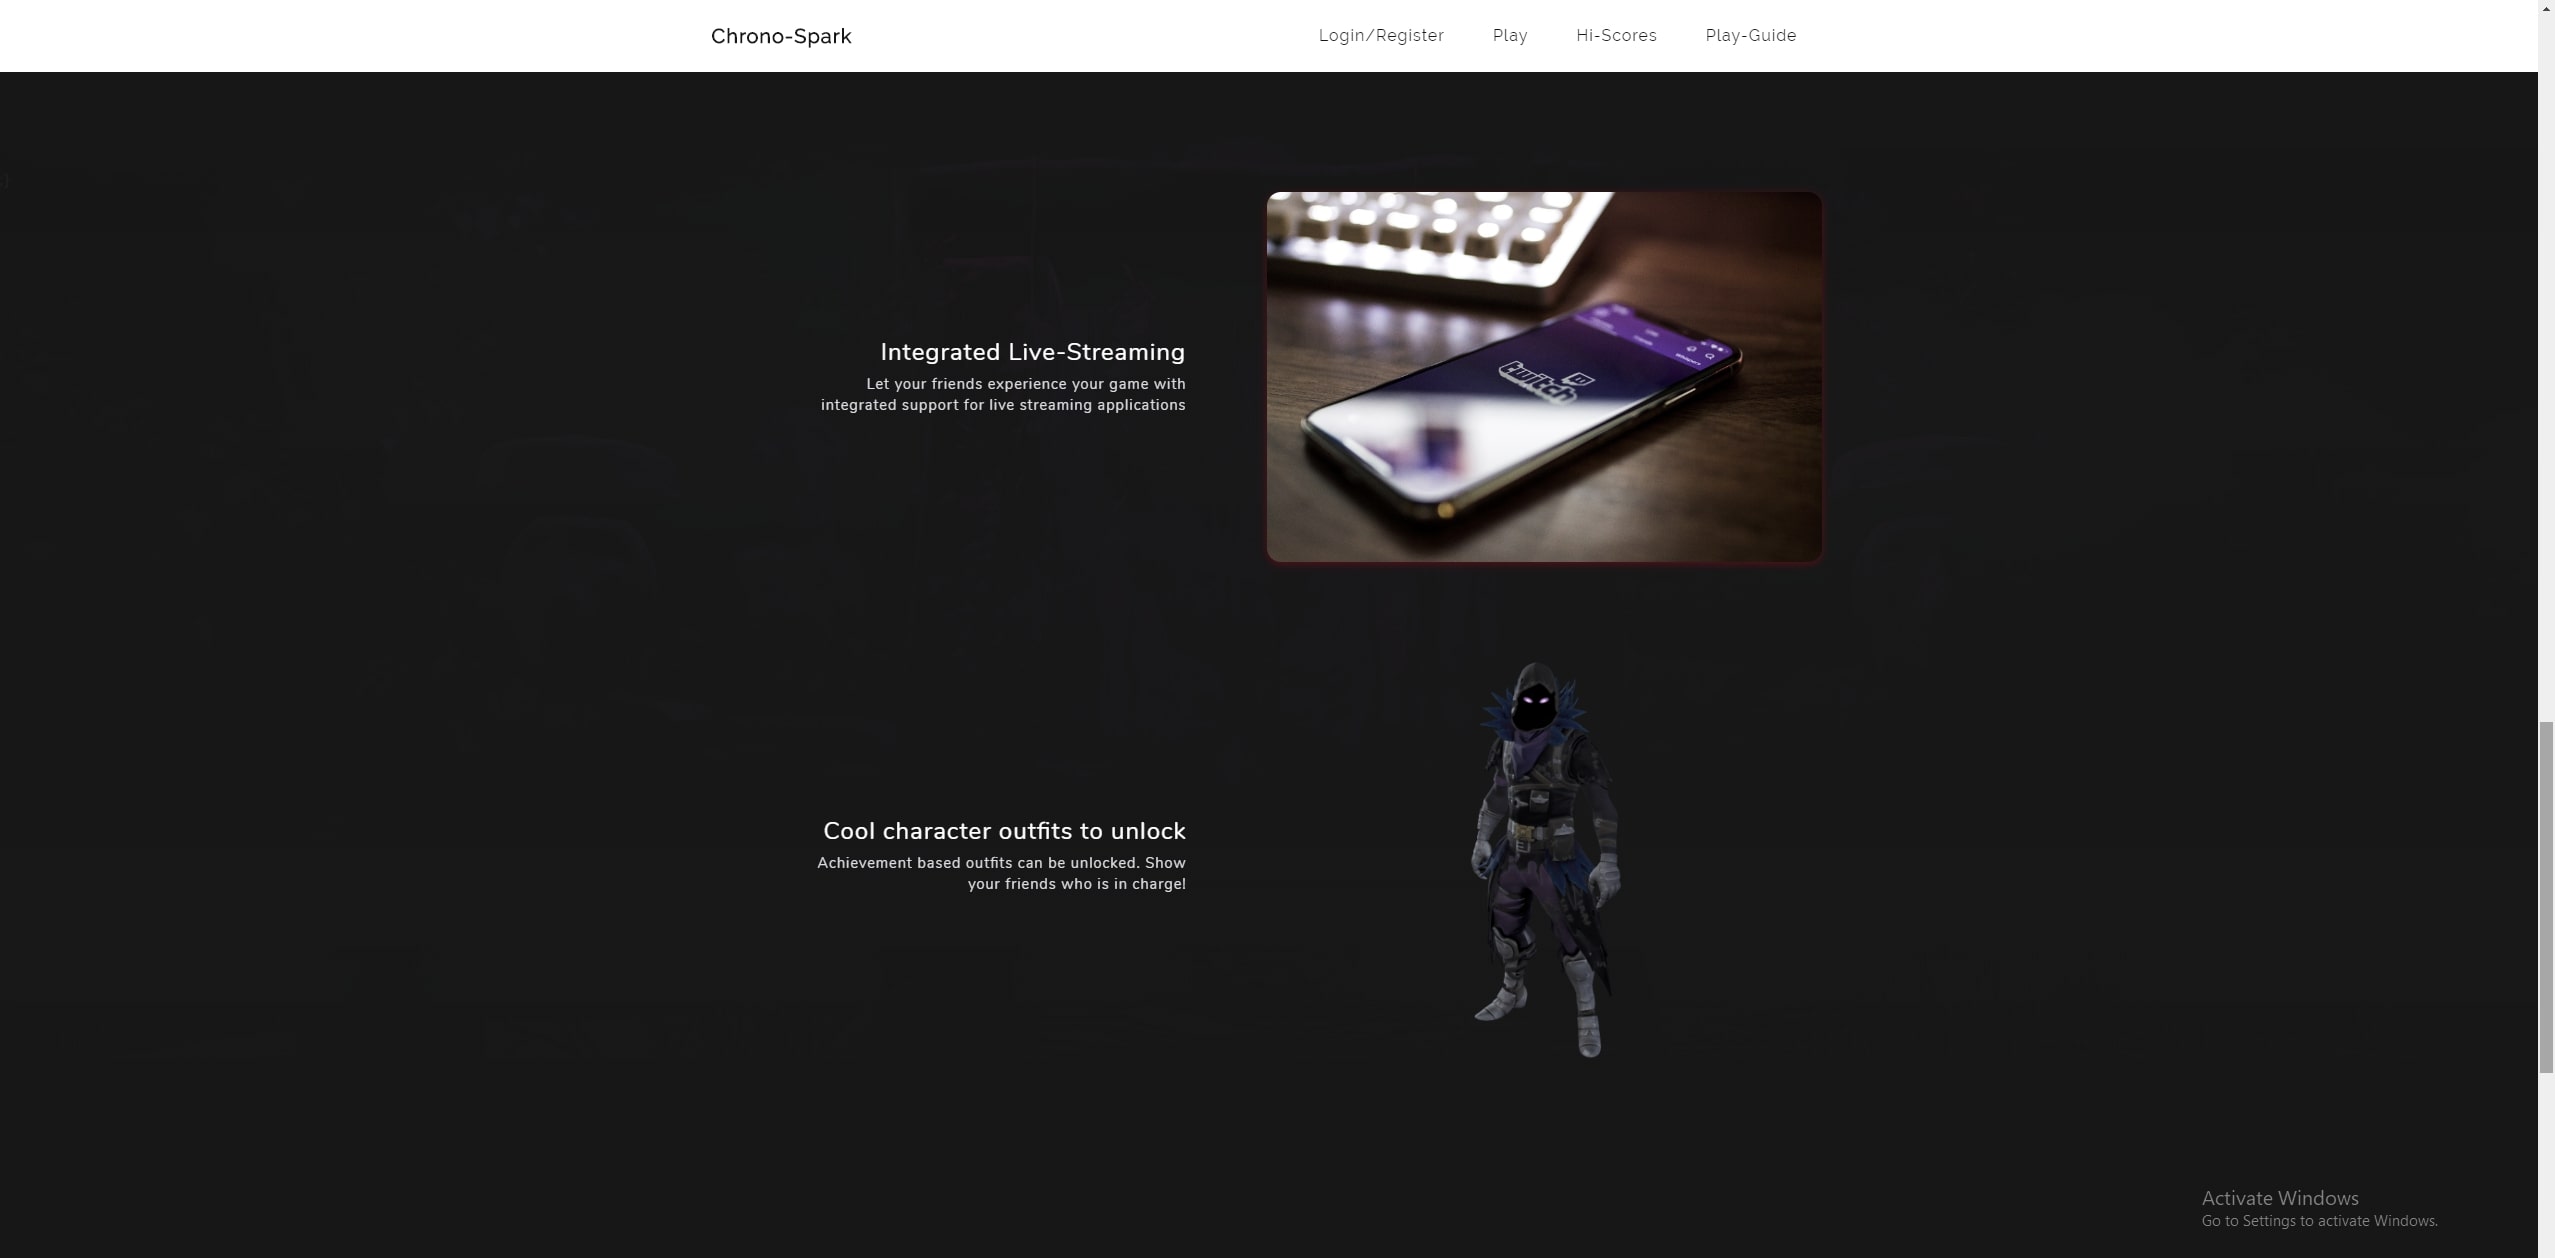 Chrono-Spark
Login/Register
Play
Hi-Scores
Play-Guide
;}
twitch
Integrated Live-Streaming
Let your friends experience your game with
integrated support for live streaming applications
Cool character outfits to unlock
Achievement based outfits can be unlocked. Show
your friends who is in charge!
Activate Windows
Go to Settings to activate Windows.